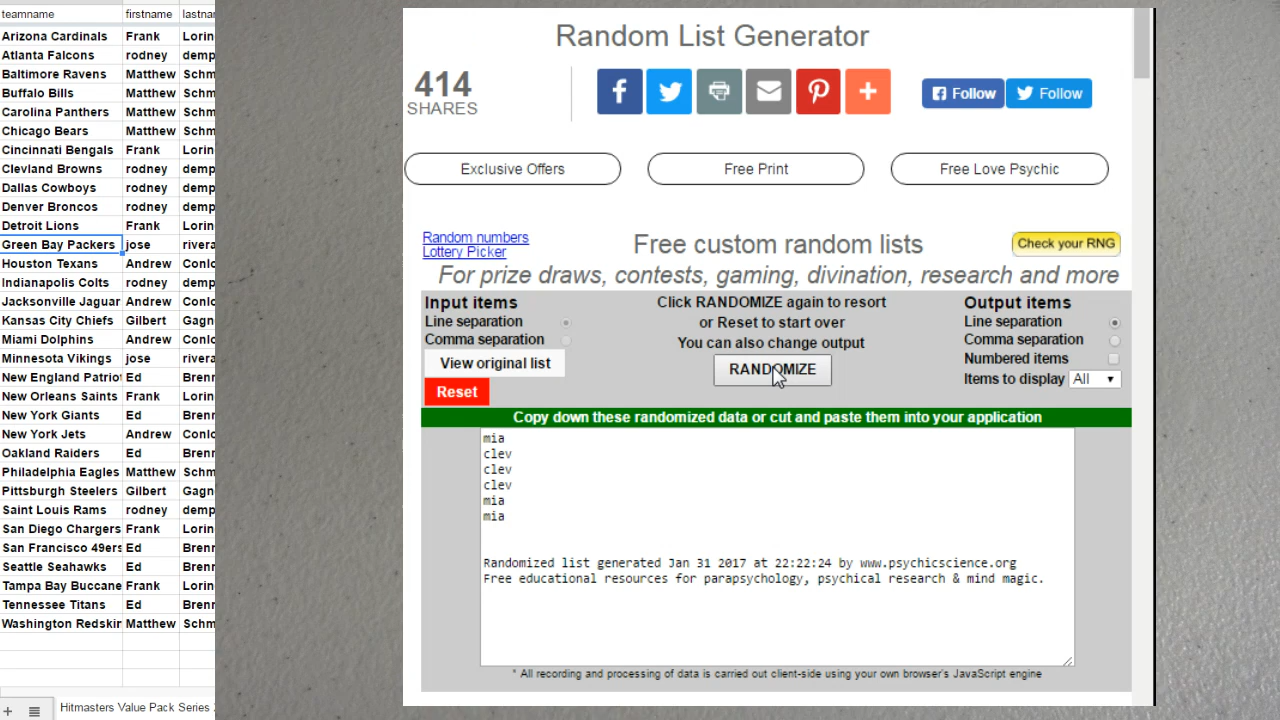 teamname firstname lastnar
Arizona Cardinals Frank Lorin
Atlanta Falcons rodney demp
Baltimore Ravens Matthew Schm
Buffalo Bills Matthew Schm
Carolina Panthers Matthew Schm
Chicago Bears Matthew Schm
Cincinnati Bengals Frank Lorin
Clevland Browns rodney demp
Dallas Cowboys rodney demp
Denver Broncos rodney demp
Detroit Lions Frank Lorin
Green Bay Packers jose rivera
Houston Texans Andrew Conlo
Indianapolis Colts rodney demp
Jacksonville Jaguar Andrew Conlo
Kansas City Chiefs Gilbert Gagn
Miami Dolphins Andrew Conlo
Minnesota Vikings jose rivera
New England Patriot Ed Brenn
New Orleans Saints Frank Lorin
New York Giants Ed Brenn
New York Jets Andrew Conlo
Oakland Raiders Ed Brenn
Philadelphia Eagles Matthew Schm
Pittsburgh Steelers Gilbert Gagn
Saint Louis Rams rodney demp
San Diego Chargers Frank Lorin
San Francisco 49ers Ed Brenn
Seattle Seahawks Ed Brenn
Tampa Bay Buccane Frank Lorin
Tennessee Titans Ed Brenn
Washington Redskin Matthew Schm
Hitmasters Value Pack Series
Random List Generator
414
SHARES
Follow Follow
Exclusive Offers Free Print Free Love Psychic
Random numbers
Lottery Picker
Free custom random lists
Check your RNG
For prize draws, contests, gaming, divination, research and more
Input items
Line separation
Comma separation
View original list
Reset
Click RANDOMIZE again to resort
or Reset to start over
You can also change output
RANDOMIZE
Output items
Line separation
Comma separation
Numbered items
Items to display All
Copy down these randomized data or cut and paste them into your application
mia
clev
clev
clev
mia
mia
Randomized list generated Jan 31 2017 at 22:22:24 by www.psychicscience.org
Free educational resources for parapsychology, psychical research & mind magic.
* All recording and processing of data is carried out client-side using your own browser's JavaScript engine